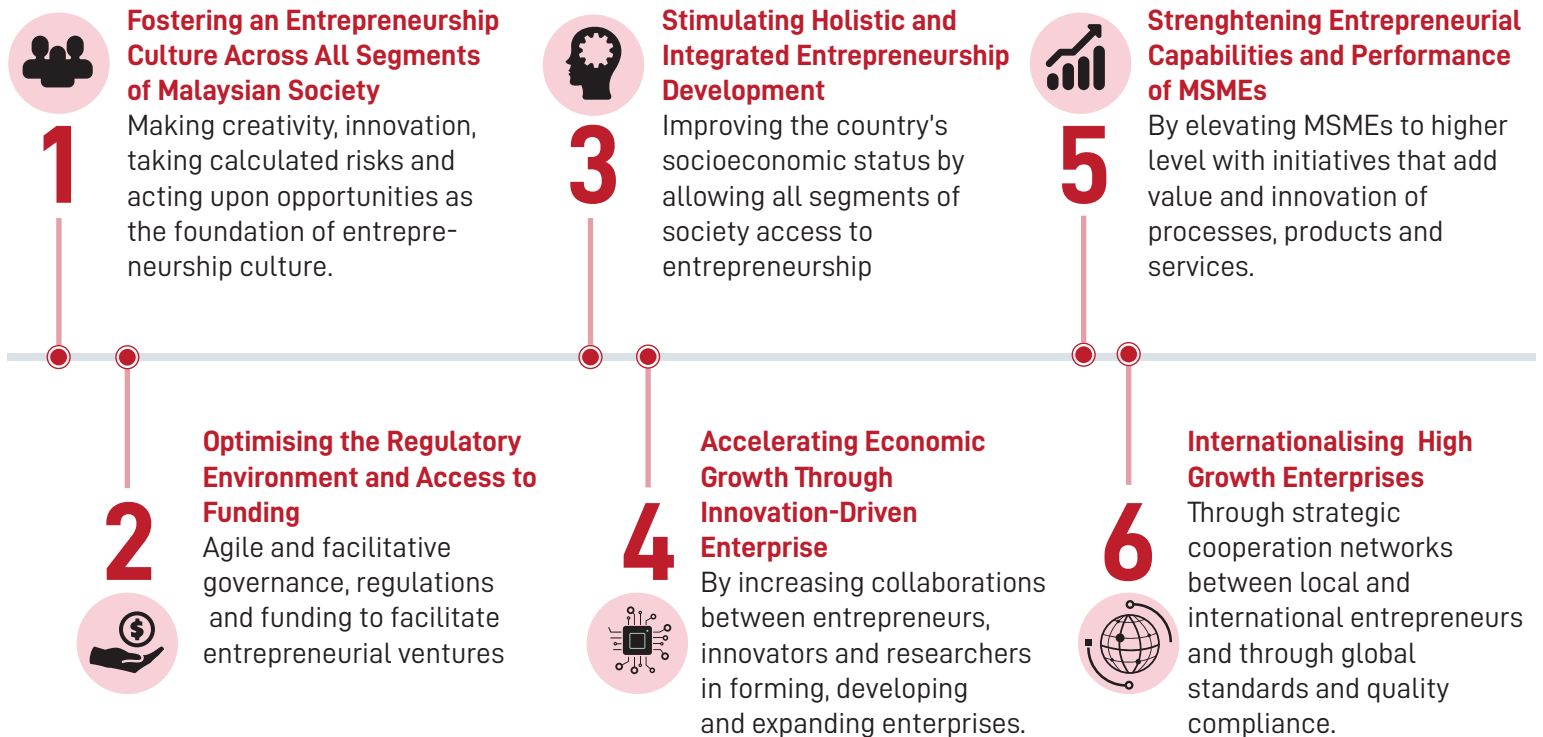 Fostering an Entrepreneurship
Culture Across All Segments
of Malaysian Society
1
Making creativity, innovation,
taking calculated risks and
acting upon opportunities as
the foundation of entrepre-
neurship culture.
2
Optimising the Regulatory
Environment and Access to
Funding
Agile and facilitative
governance, regulations
and funding to facilitate
entrepreneurial ventures
$
3
Stimulating Holistic and
Integrated Entrepreneurship
Development
Improving the country's
socioeconomic status by
allowing all segments of
society access to
entrepreneurship
4
Accelerating Economic
Growth Through
Innovation-Driven
Enterprise
By increasing collaborations
between entrepreneurs,
innovators and researchers
in forming, developing
and expanding enterprises.
5
Strenghtening Entrepreneurial
Capabilities and Performance
of MSMEs
By elevating MSMEs to higher
level with initiatives that add
value and innovation of
processes, products and
services.
6
Internationalising High
Growth Enterprises
Through strategic
cooperation networks
between local and
international entrepreneurs
and through global
standards and quality
compliance.